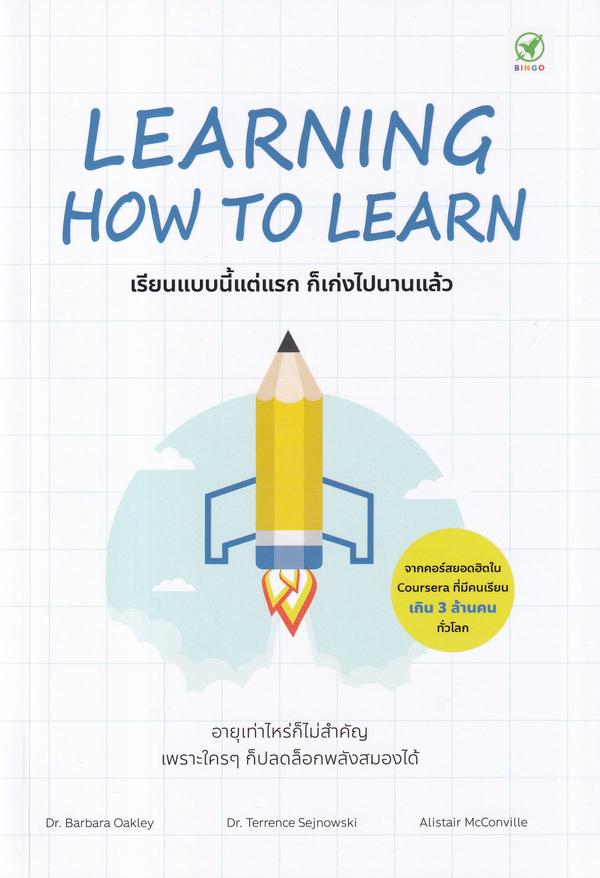 BINGO
LEARNING
HOW TO LEARN
เรียนแบบนี้แต่แรก ก็เก่งไปนานแล้ว
จากคอร์สยอดฮิตใน
Coursera ที่มีคนเรียน
เกิน 3 ล้านคน
ทั่วโลก
อายุเท่าไหร่ก็ไม่สำคัญ
เพราะใครๆ ก็ปลดล็อกพลังสมองได้
Dr. Barbara Oakley
Dr. Terrence Sejnowski
Alistair McConville